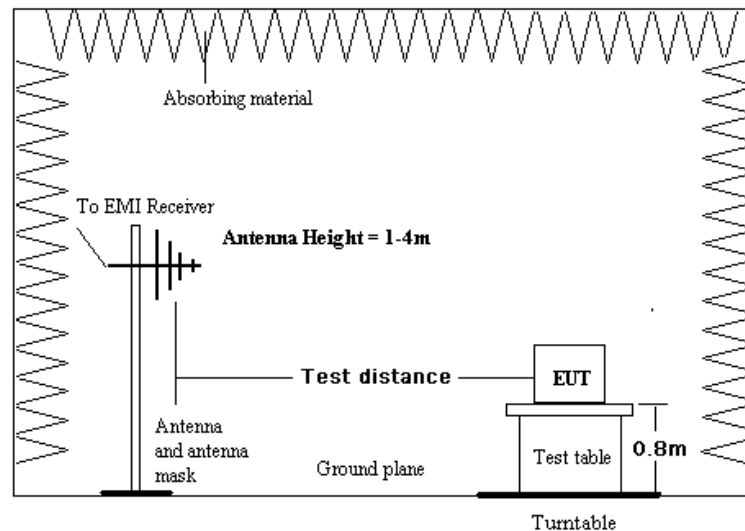 Absorbing material
To EMI Receiver
Antenna Height = 1-4m
Test distance
EUT
Antenna
and antenna
mask
Ground plane
Test table
0.8m
Turntable